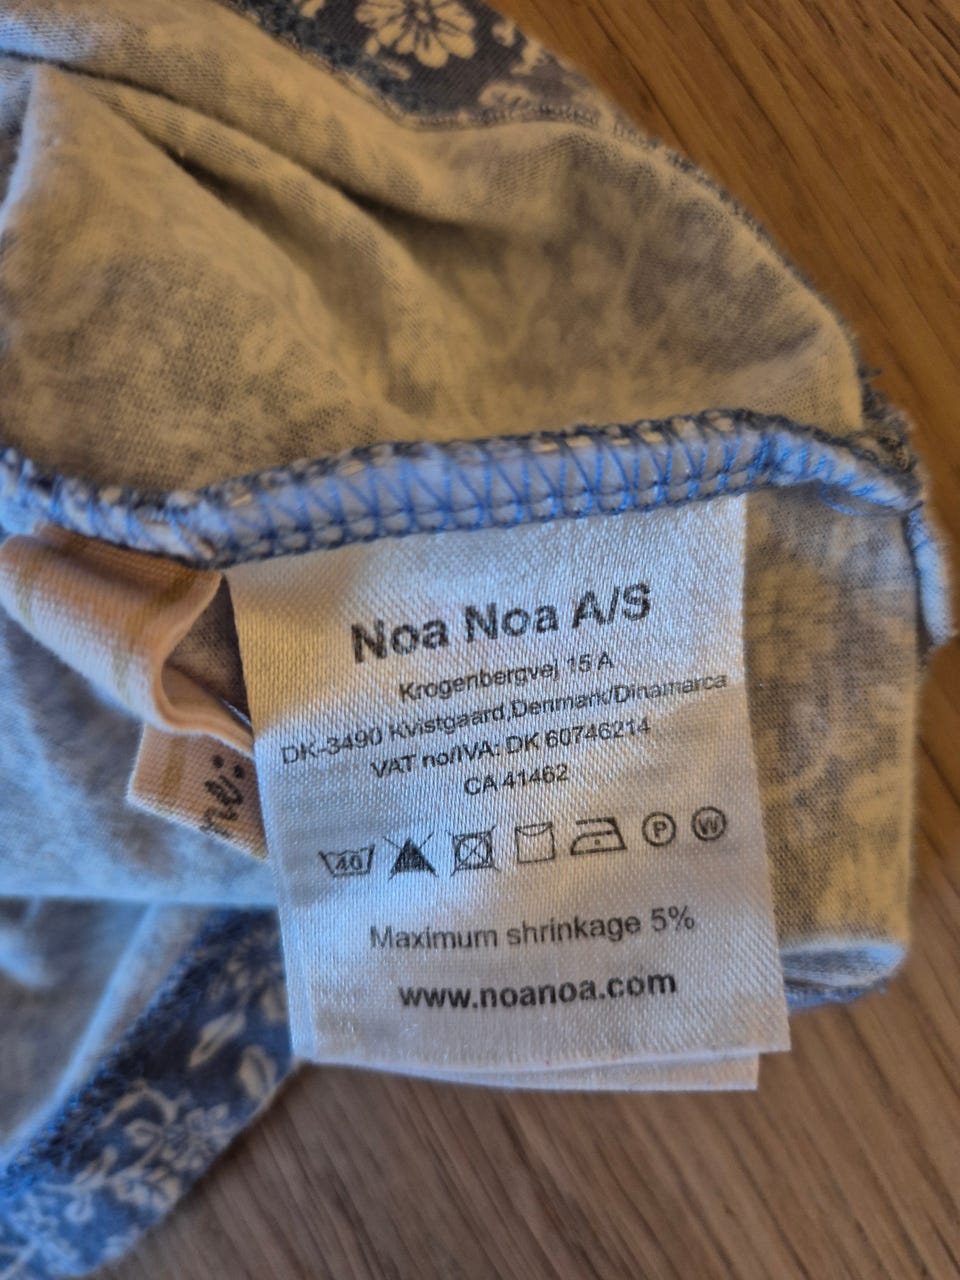 Noa Noa A/S
Krogenbergvej 15 A
DK-3490 Kvistgaard,Denmark/Dinamarca
VAT no/IVA: DK 60746214
CA 41462
40 P W
Maximum shrinkage 5%
www.noanoa.com